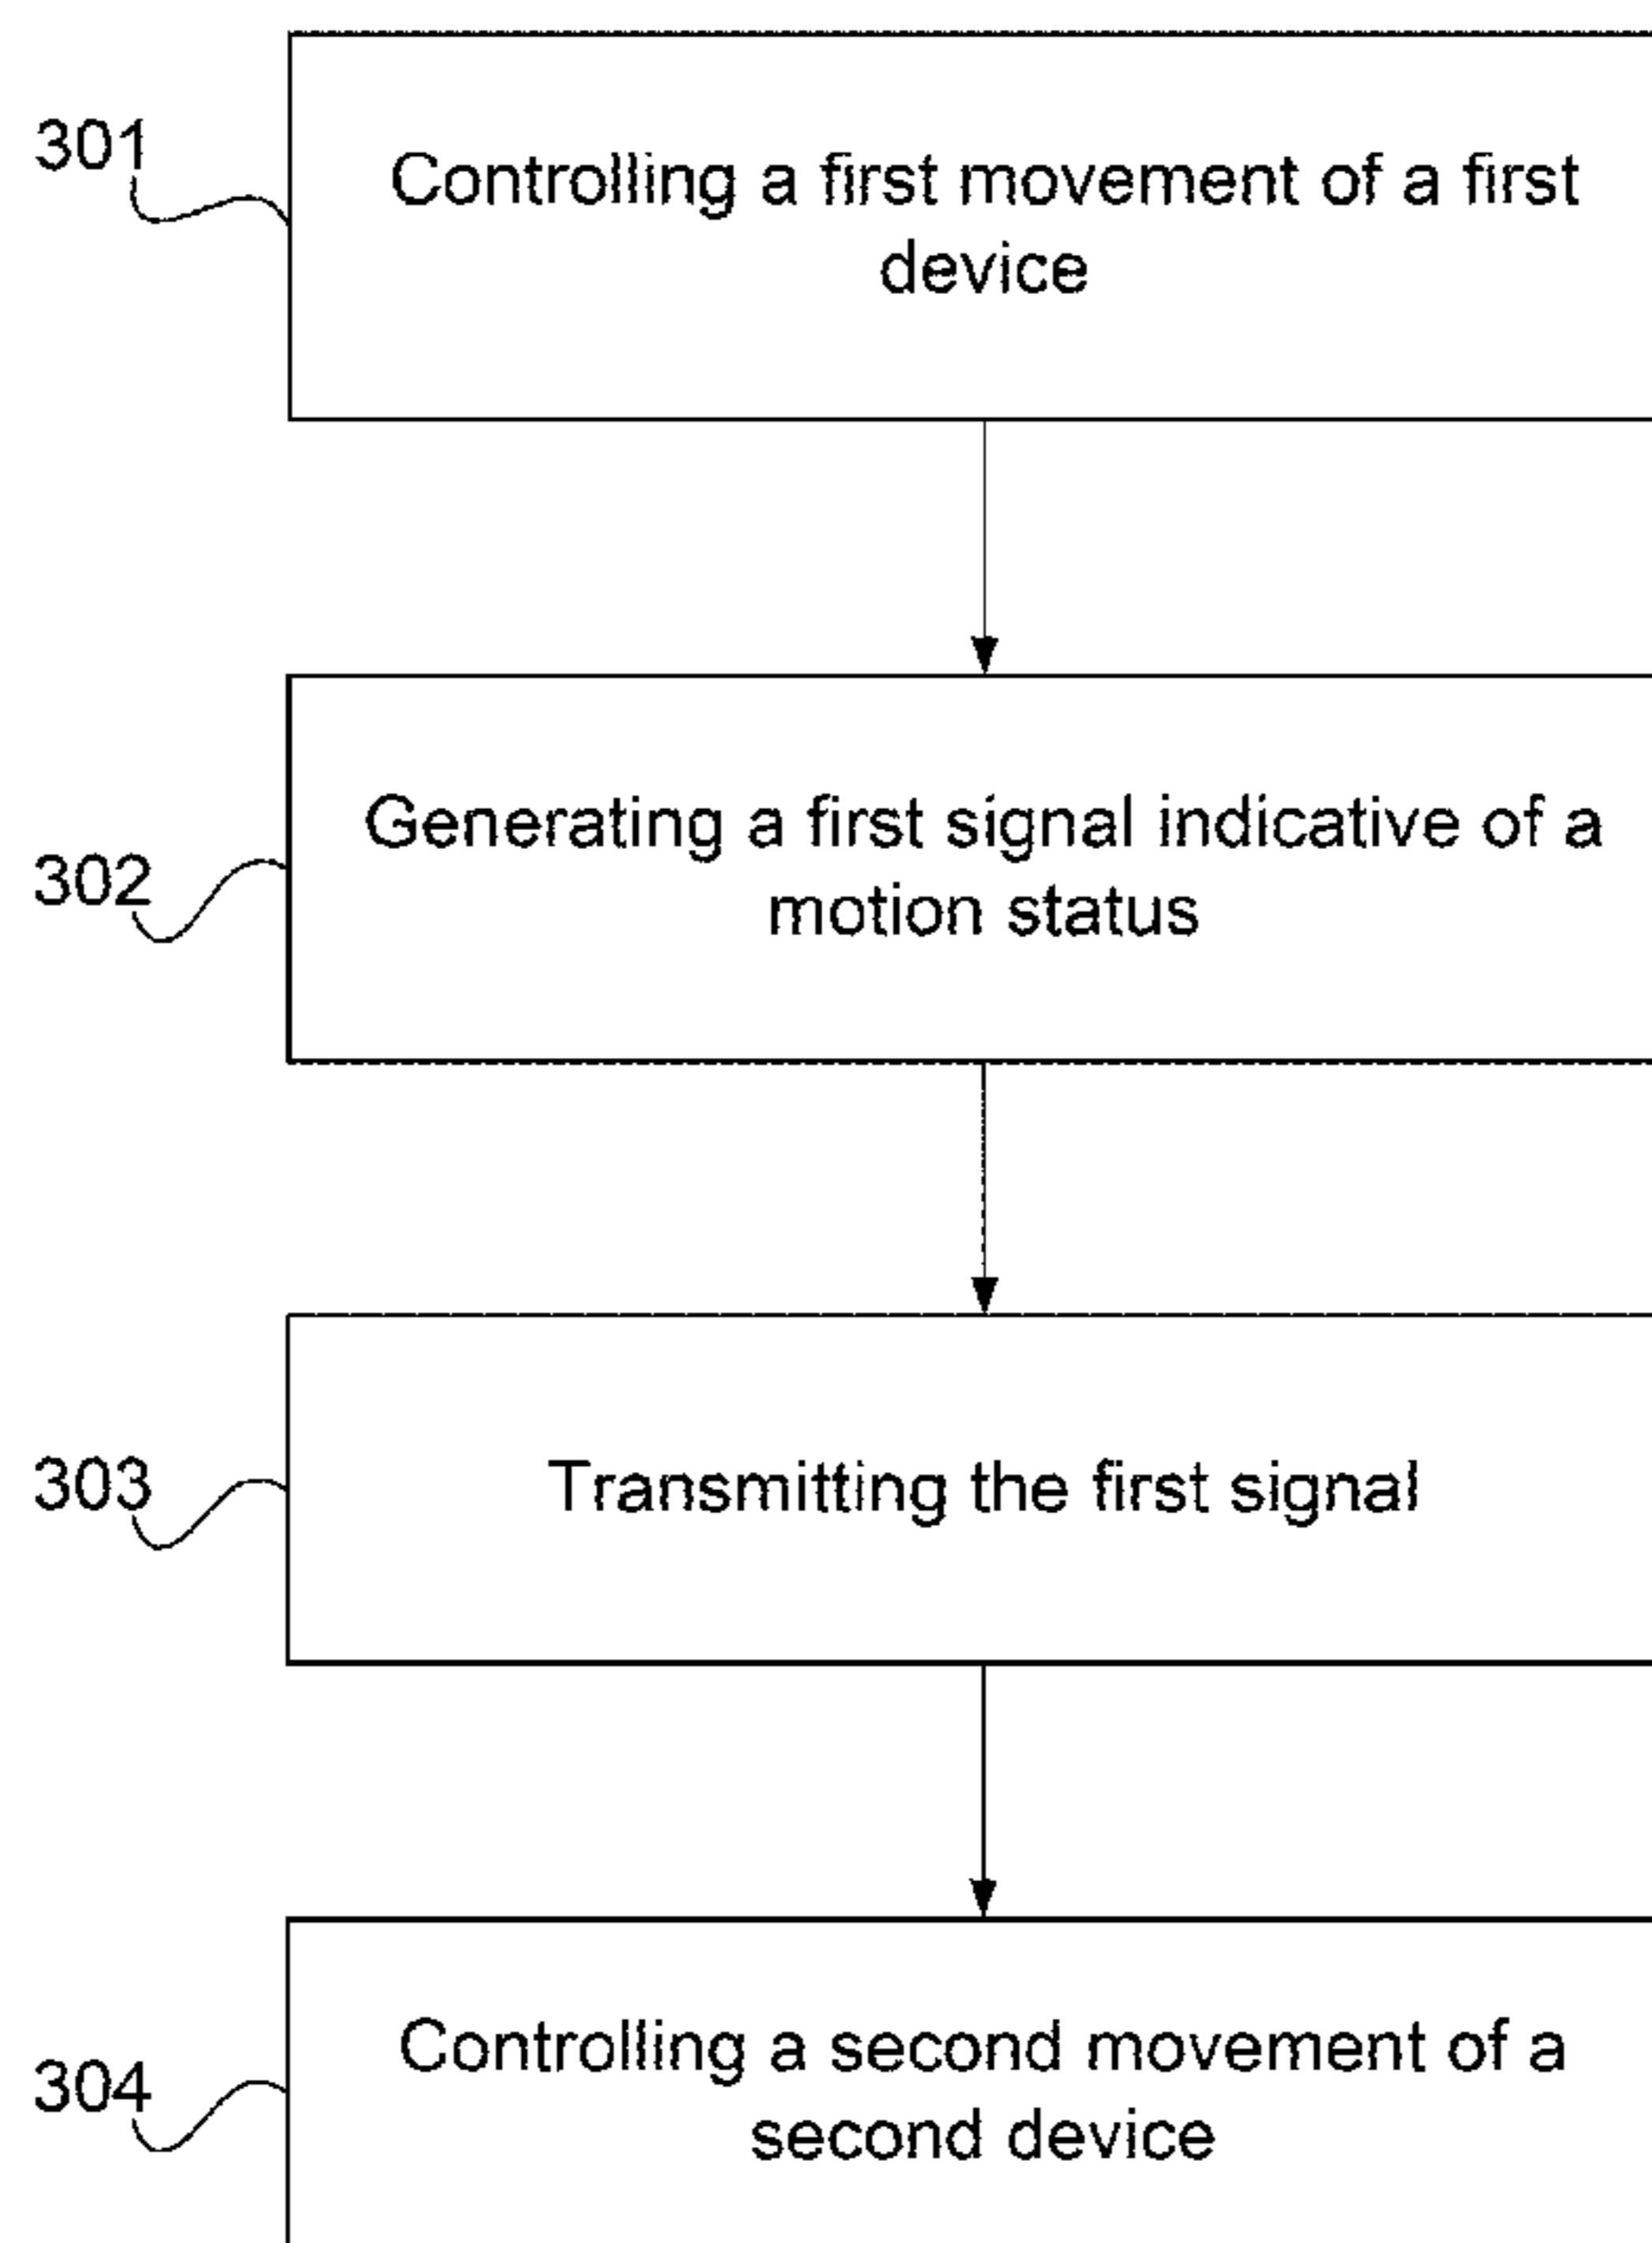 301
Controlling a first movement of a first
device
302
Generating a first signal indicative of a
motion status
303
Transmitting the first signal
304
Controlling a second movement of a
second device